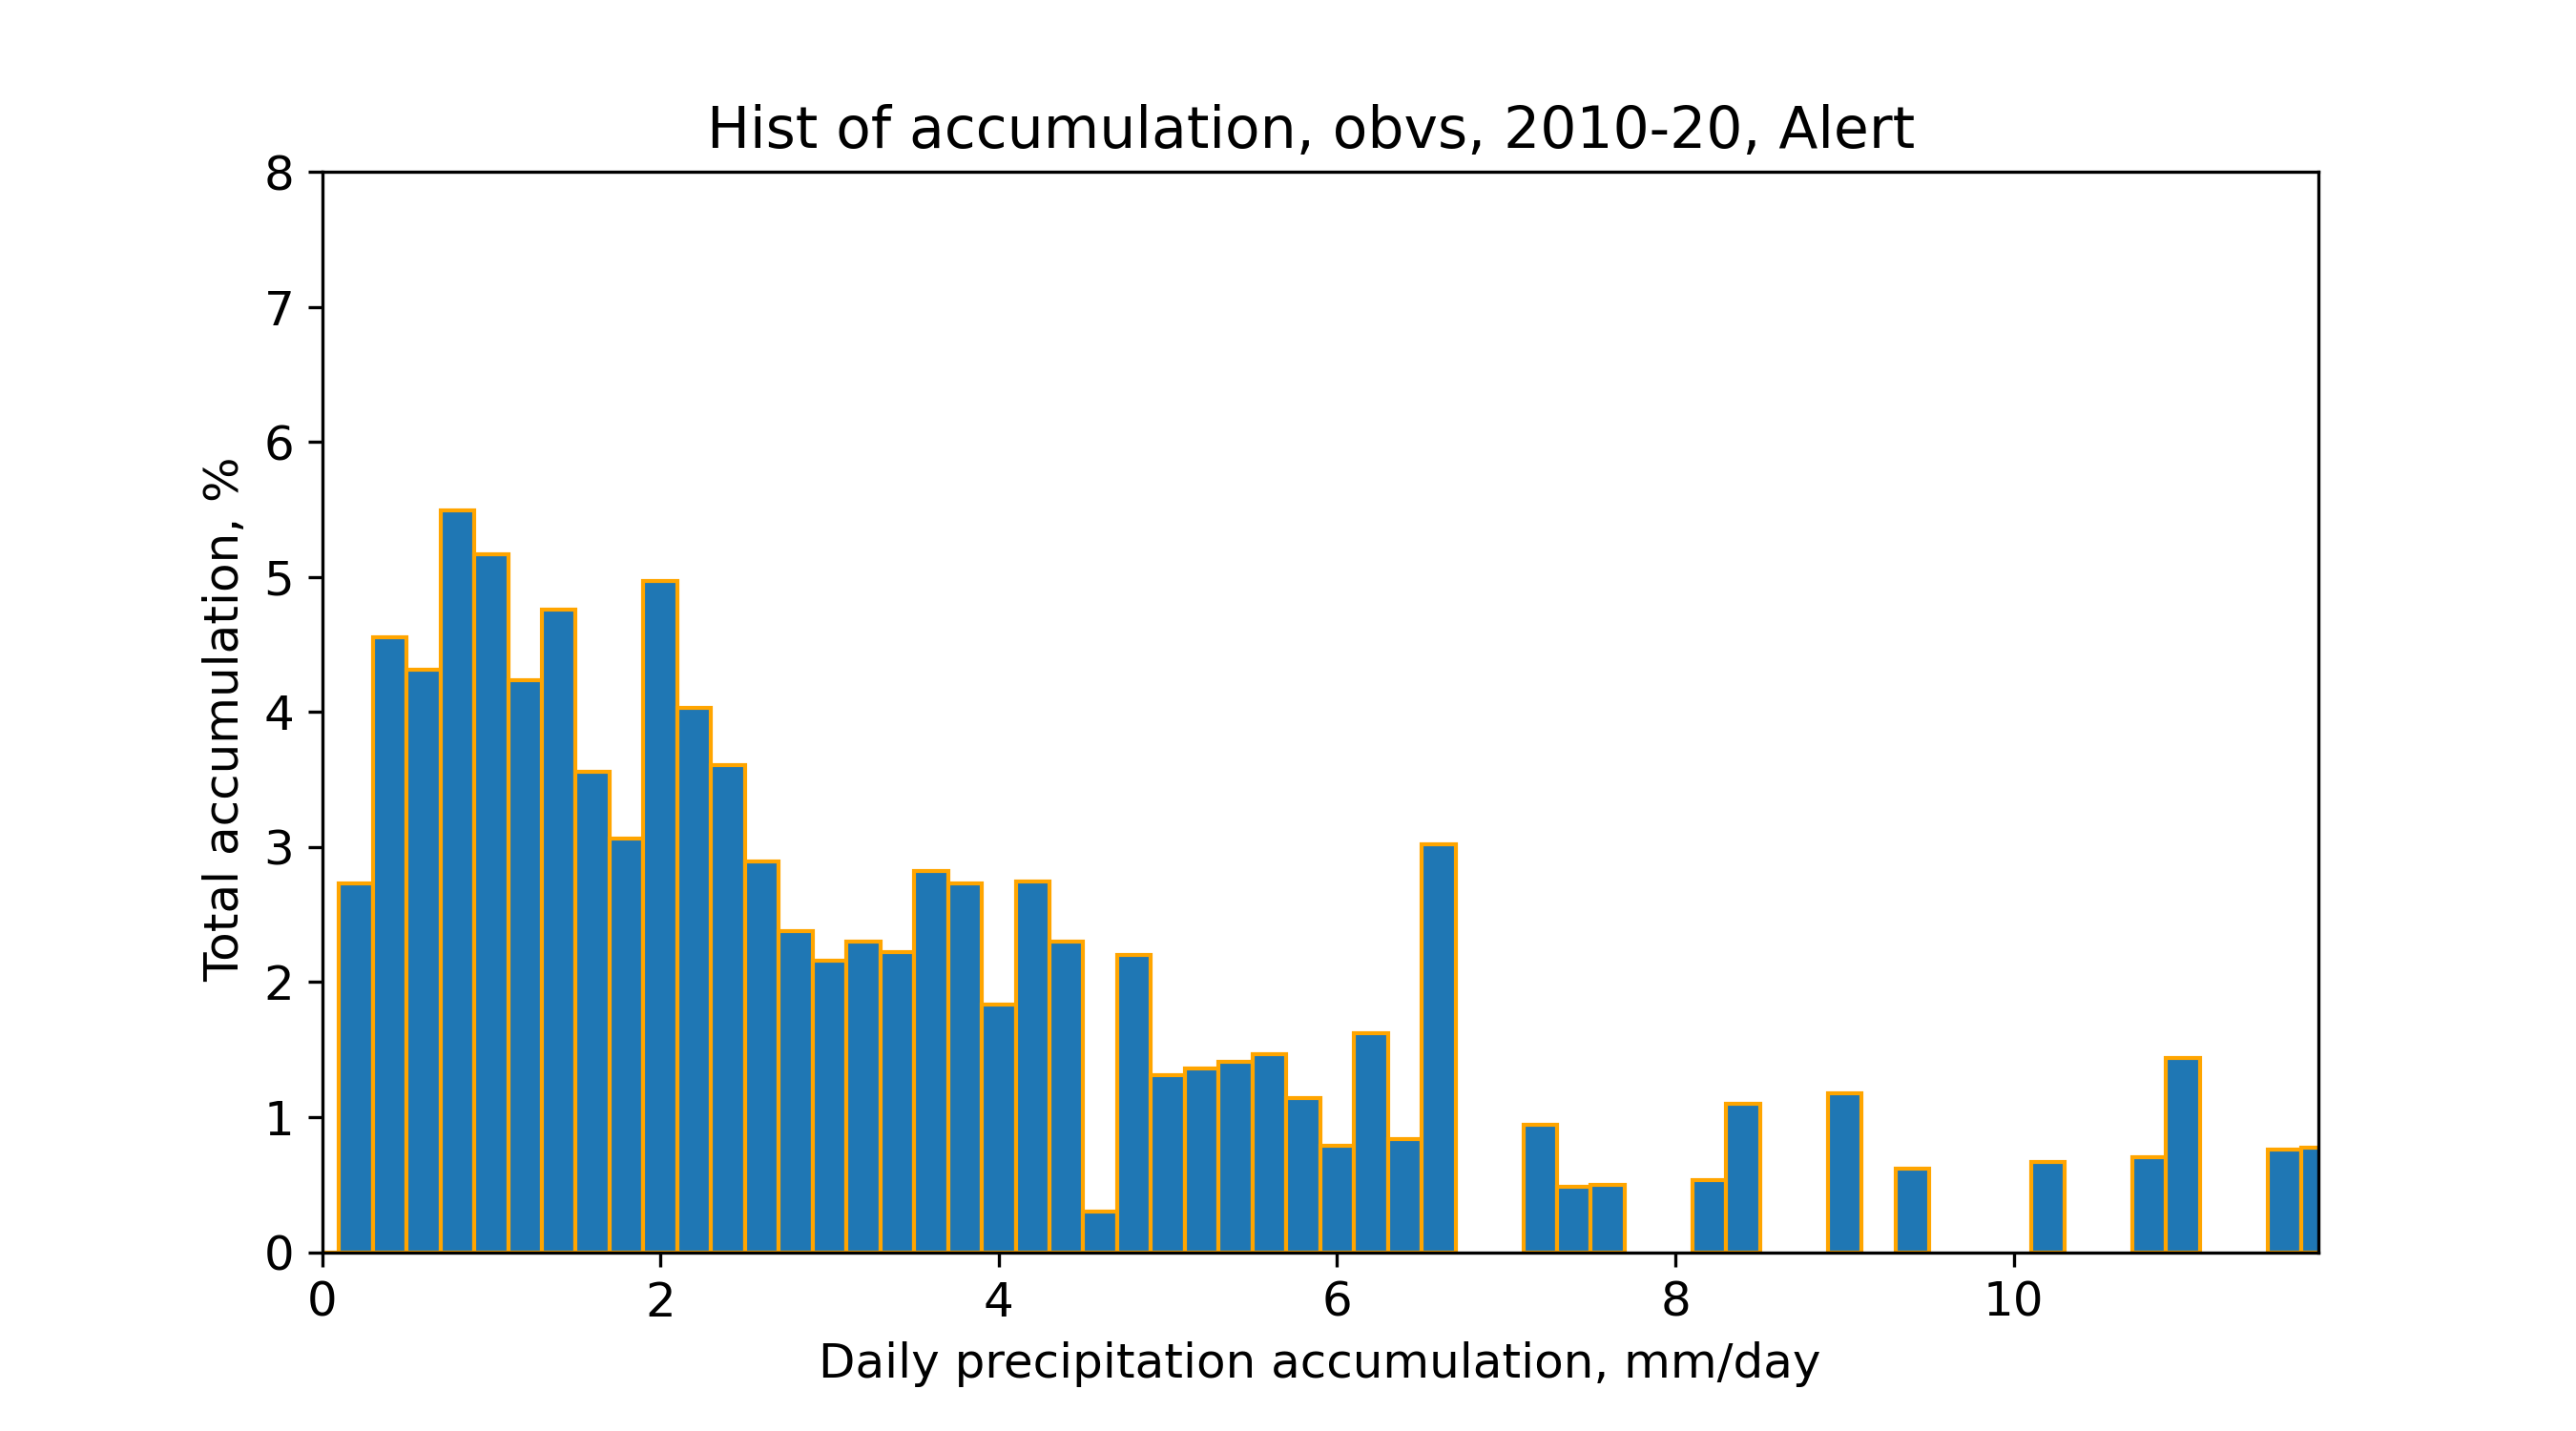 Hist of accumulation, obvs, 2010-20, Alert
8
7
6
5
4
3
2
1
0
Total accumulation, %
0 2 4 6 8 10
Daily precipitation accumulation, mm/day